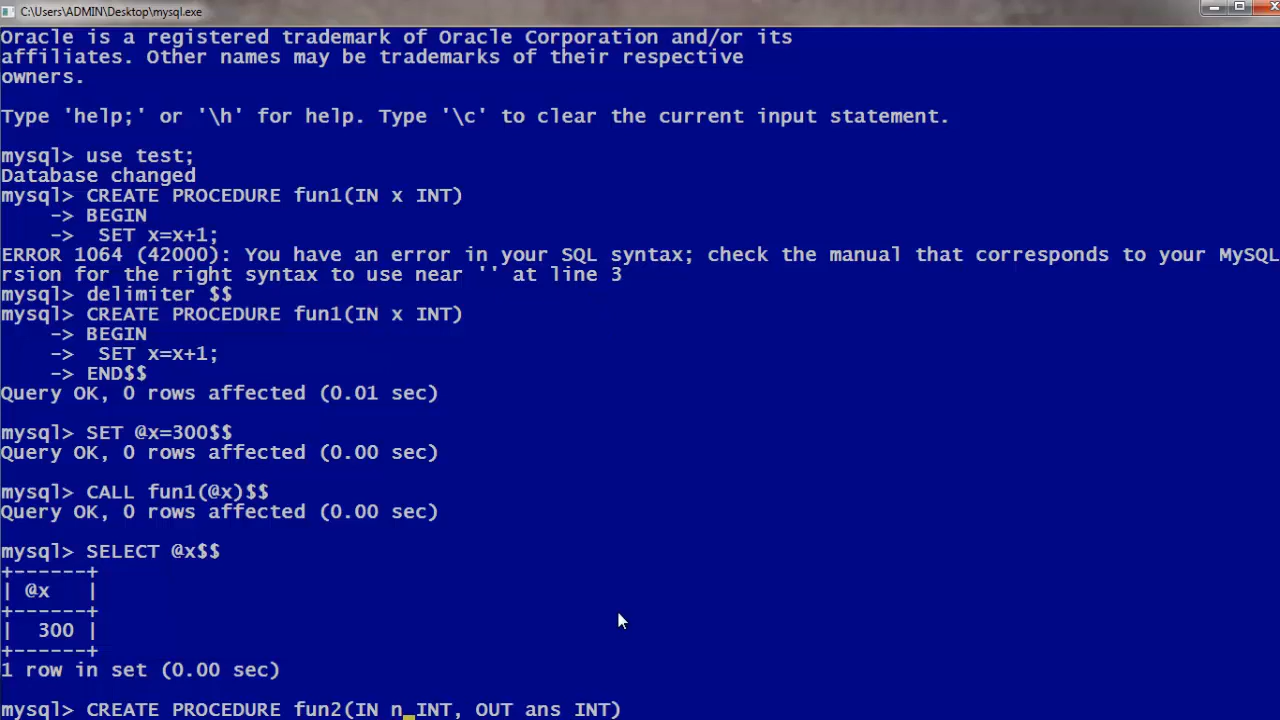 C:\Users\ADMIN\Desktop\mysql.exe
Oracle is a registered trademark of Oracle Corporation and/or its
affiliates. Other names may be trademarks of their respective
owners.
Type 'help;' or '\h' for help. Type '\c' to clear the current input statement.
mysql> use test;
Database changed
mysql> CREATE PROCEDURE fun1(IN x INT)
    -> BEGIN
    ->  SET x=x+1;
ERROR 1064 (42000): You have an error in your SQL syntax; check the manual that corresponds to your MySQL
rsion for the right syntax to use near '' at line 3
mysql> delimiter $$
mysql> CREATE PROCEDURE fun1(IN x INT)
    -> BEGIN
    ->  SET x=x+1;
    -> END$$
Query OK, 0 rows affected (0.01 sec)
mysql> SET @x=300$$
Query OK, 0 rows affected (0.00 sec)
mysql> CALL fun1(@x)$$
Query OK, 0 rows affected (0.00 sec)
mysql> SELECT @x$$
+------+
| @x   |
+------+
|  300 |
+------+
1 row in set (0.00 sec)
mysql> CREATE PROCEDURE fun2(IN n INT, OUT ans INT)